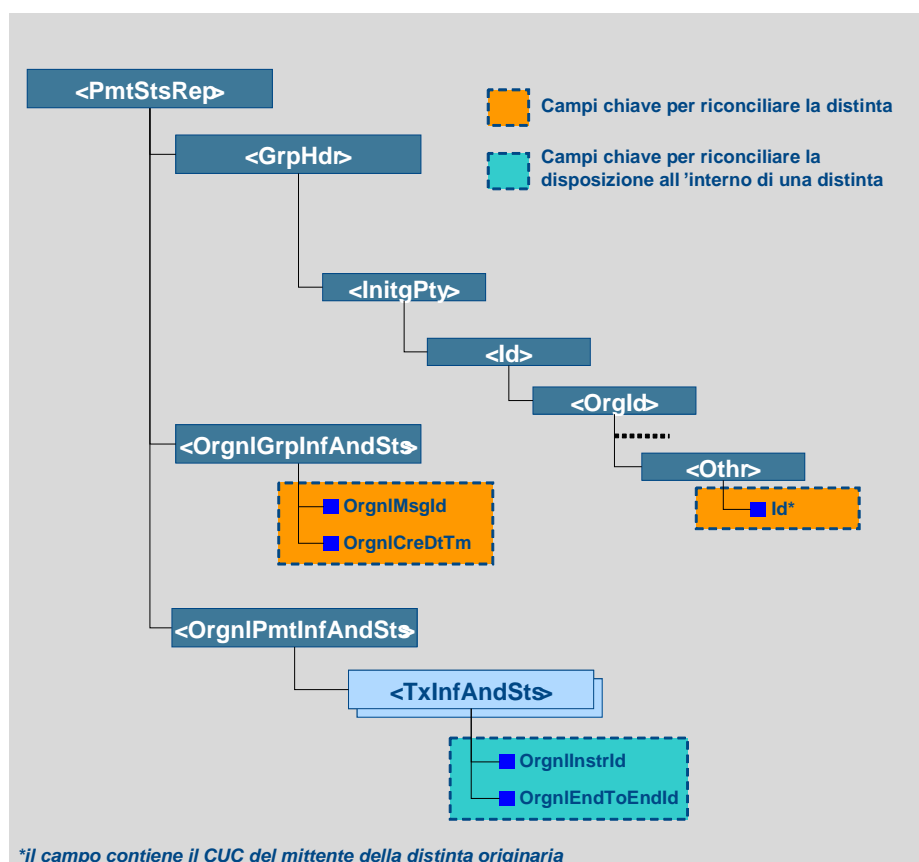 <PmtStsRep>
Campi chiave per riconciliare la distinta
<GrpHdr>
Campi chiave per riconciliare la
disposizione all 'interno di una distinta
<InitgPty>
<Id>
<OrgId>
<OrgnlGrpInfAndSts>
<Othr>
OrgnlMsgId
Id*
OrgnlCreDtTm
<OrgnlPmtInfAndSts>
<TxInfAndSts>
OrgnlInstrId
OrgnlEndToEndId
*il campo contiene il CUC del mittente della distinta originaria